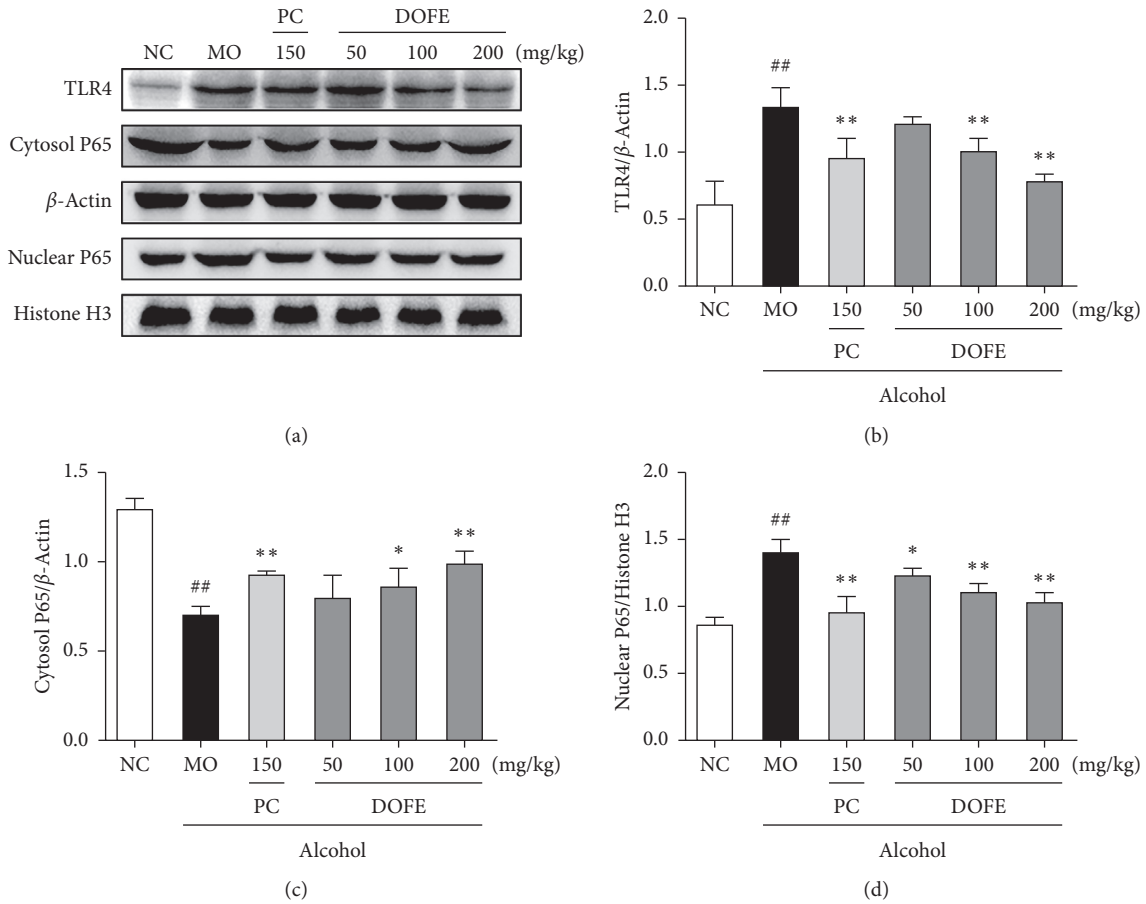 PC DOFE
NC MO 150 50 100 200 (mg/kg)
TLR4
Cytosol P65
β-Actin
Nuclear P65
Histone H3
(a)
TLR4/β-Actin
2.0
1.5
1.0
0.5
0.0
##
**
**
**
NC MO 150 50 100 200 (mg/kg)
PC DOFE
Alcohol
(b)
Cytosol P65/β-Actin
1.5
1.0
0.5
0.0
##
**
*
**
NC MO 150 50 100 200 (mg/kg)
PC DOFE
Alcohol
(c)
Nuclear P65/Histone H3
2.0
1.5
1.0
0.5
0.0
##
**
*
**
**
NC MO 150 50 100 200 (mg/kg)
PC DOFE
Alcohol
(d)